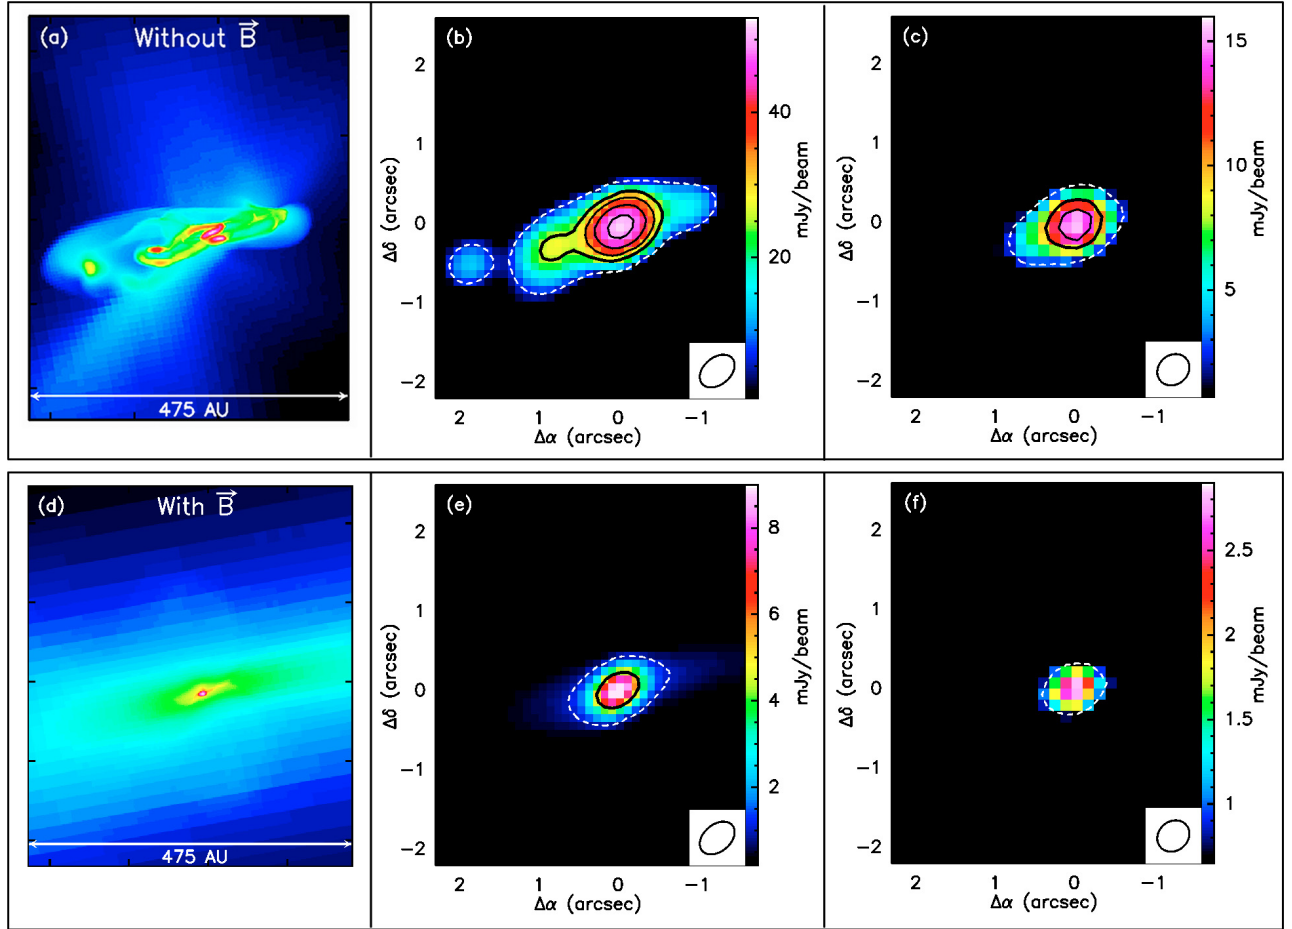 (a) Without B⃗
475 AU
(b)
2
1
0
−1
−2
Δδ (arcsec)
2 1 0 −1
Δα (arcsec)
40
20
mJy/beam
(c)
2
1
0
−1
−2
Δδ (arcsec)
2 1 0 −1
Δα (arcsec)
15
10
5
mJy/beam
(d) With B⃗
475 AU
(e)
2
1
0
−1
−2
Δδ (arcsec)
2 1 0 −1
Δα (arcsec)
8
6
4
2
mJy/beam
(f)
2
1
0
−1
−2
Δδ (arcsec)
2 1 0 −1
Δα (arcsec)
2.5
2
1.5
1
mJy/beam